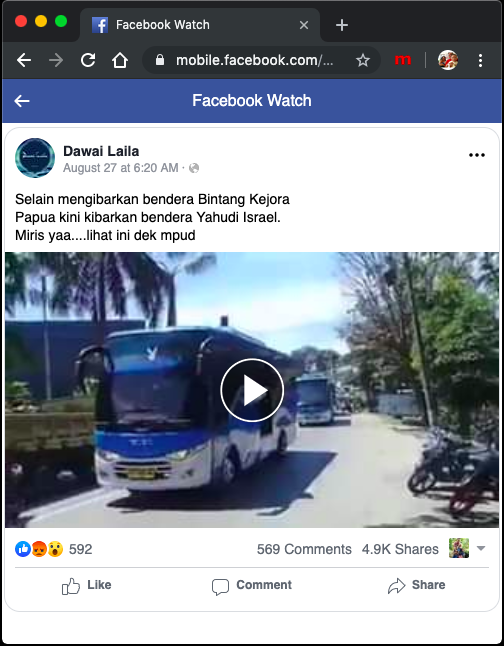 Facebook Watch
mobile.facebook.com/...
Facebook Watch
Dawai Laila
August 27 at 6:20 AM ·
Selain mengibarkan bendera Bintang Kejora
Papua kini kibarkan bendera Yahudi Israel.
Miris yaa....lihat ini dek mpud
592
569 Comments 4.9K Shares
Like
Comment
Share